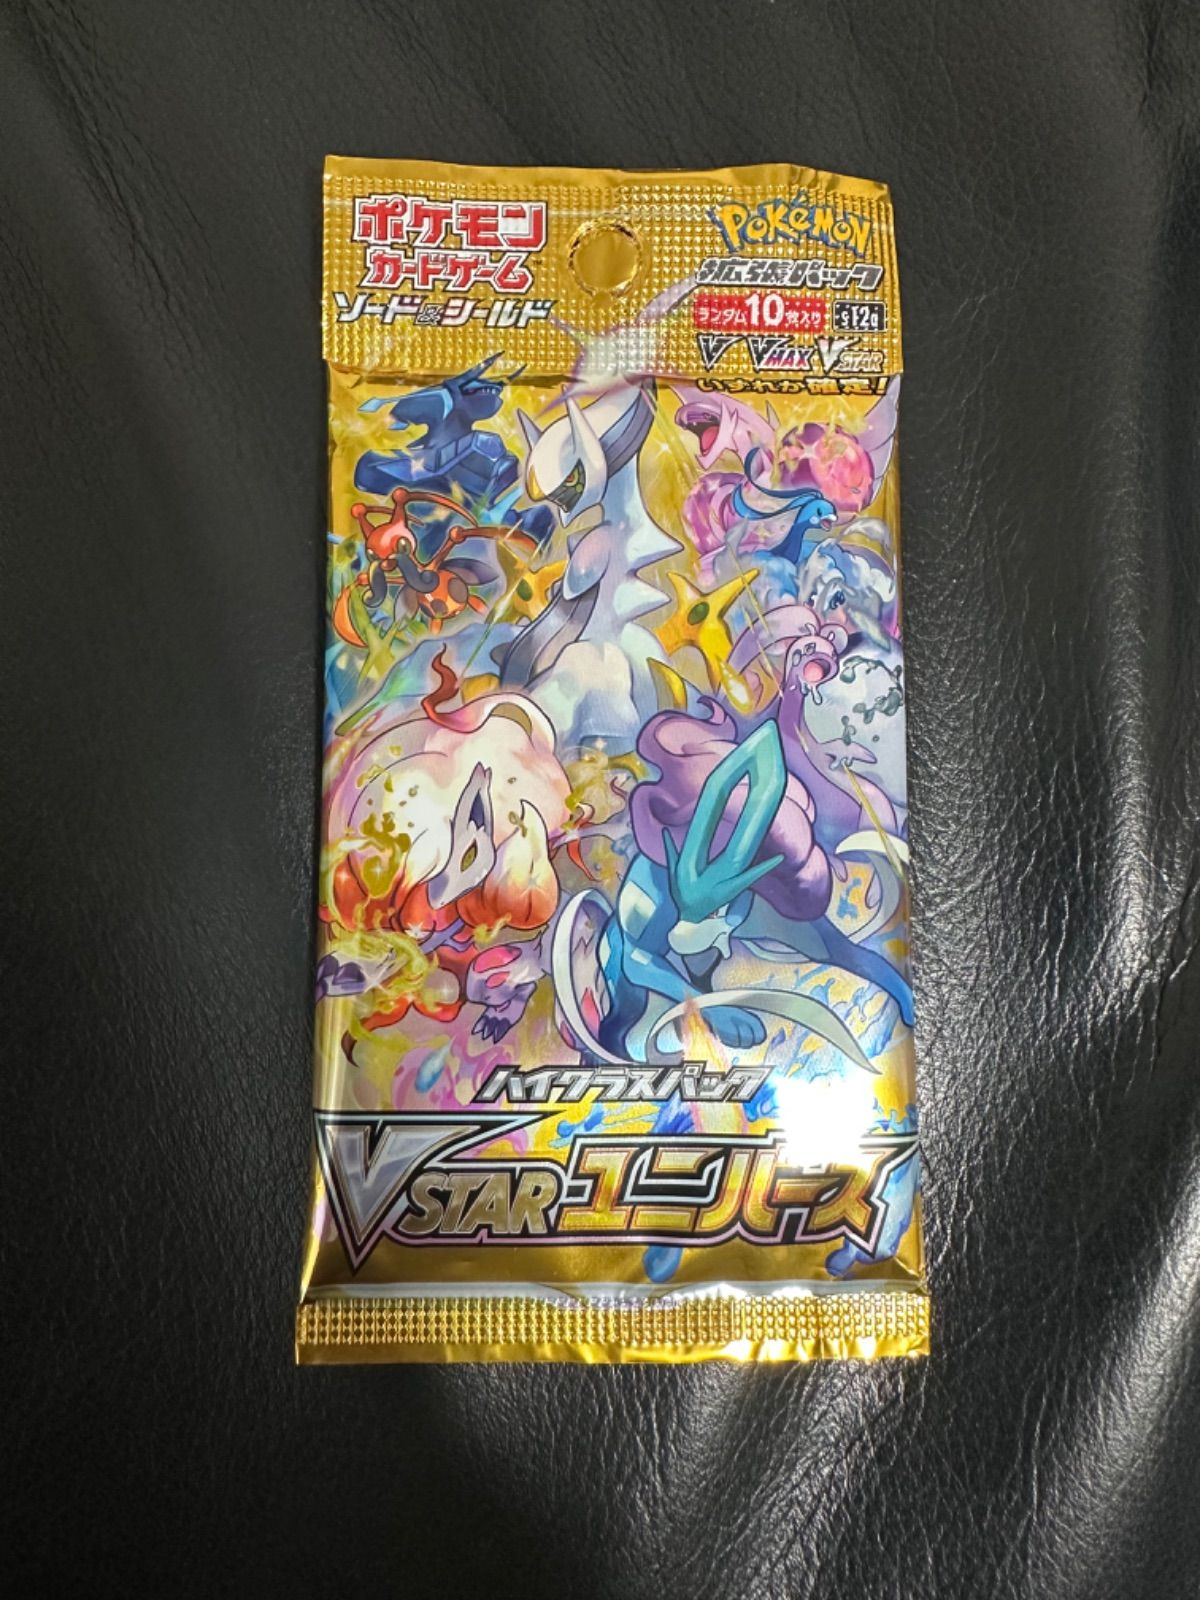 ポケモン
カードゲーム™
ソード&シールド
POKéMON
拡張パック
ランダム10枚入り
s12a
V VMAX VSTAR
いずれか確定!
ハイクラスパック
VSTARユニバース